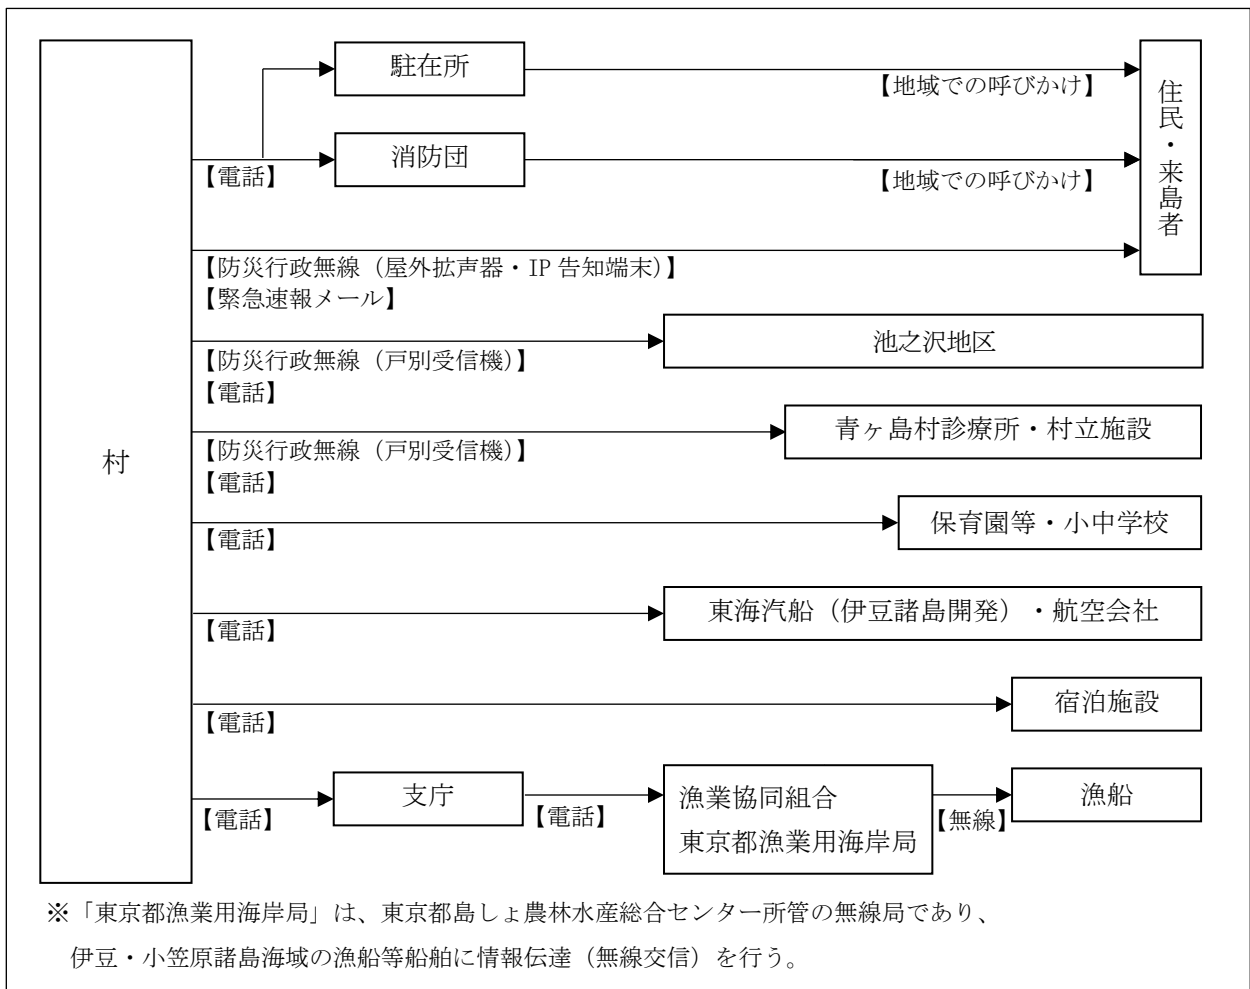 村
駐在所
【地域での呼びかけ】
消防団
【電話】
【地域での呼びかけ】
住民・来島者
【防災行政無線（屋外拡声器・IP 告知端末）】
【緊急速報メール】
池之沢地区
【防災行政無線（戸別受信機）】
【電話】
青ヶ島村診療所・村立施設
【防災行政無線（戸別受信機）】
【電話】
保育園等・小中学校
【電話】
東海汽船（伊豆諸島開発）・航空会社
【電話】
宿泊施設
【電話】
支庁
【電話】
【電話】
漁業協同組合
東京都漁業用海岸局
【無線】
漁船
※「東京都漁業用海岸局」は、東京都島しょ農林水産総合センター所管の無線局であり、
伊豆・小笠原諸島海域の漁船等船舶に情報伝達（無線交信）を行う。